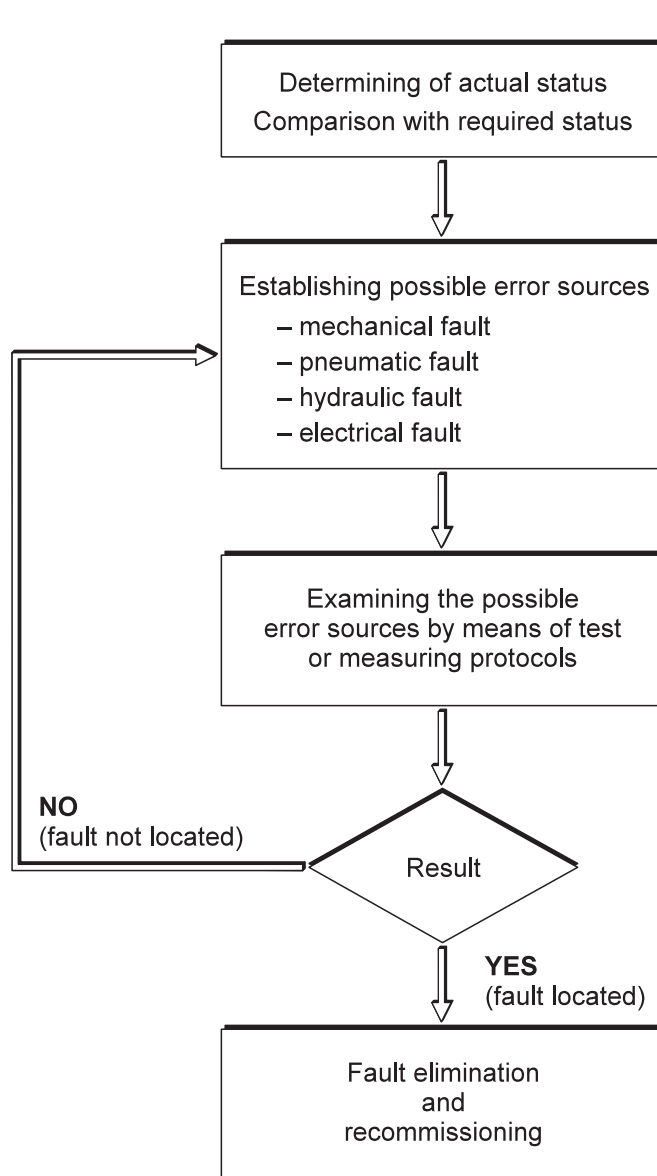 Determining of actual status
Comparison with required status
Establishing possible error sources
– mechanical fault
– pneumatic fault
– hydraulic fault
– electrical fault
Examining the possible
error sources by means of test
or measuring protocols
NO
(fault not located)
Result
YES
(fault located)
Fault elimination
and
recommissioning